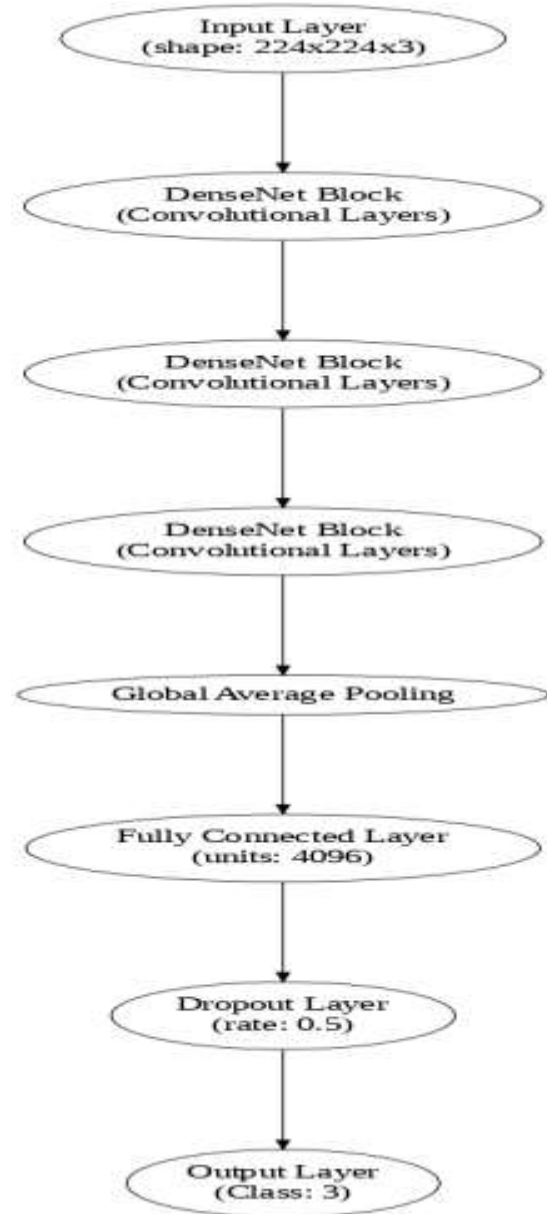 Input Layer
(shape: 224x224x3)
DenseNet Block
(Convolutional Layers)
DenseNet Block
(Convolutional Layers)
DenseNet Block
(Convolutional Layers)
Global Average Pooling
Fully Connected Layer
(units: 4096)
Dropout Layer
(rate: 0.5)
Output Layer
(Class: 3)